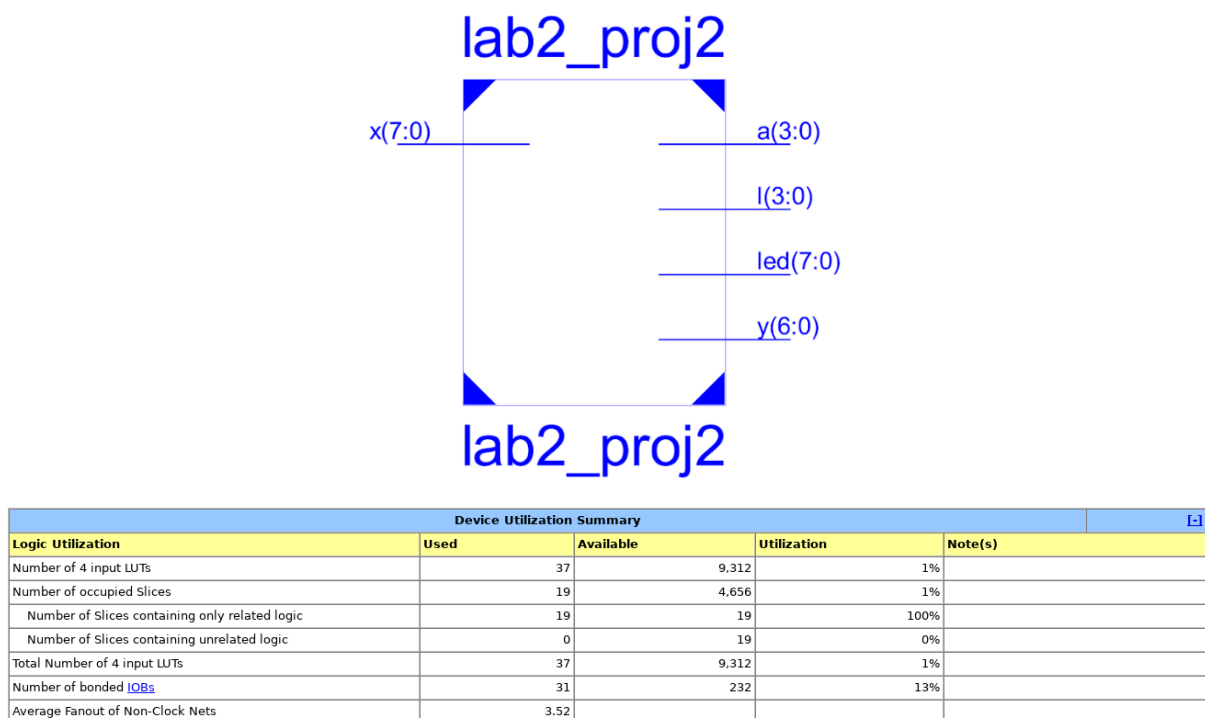 lab2_proj2
x(7:0)
a(3:0)
l(3:0)
led(7:0)
y(6:0)
lab2_proj2
Device Utilization Summary [-]
Logic Utilization Used Available Utilization Note(s)
Number of 4 input LUTs 37 9,312 1%
Number of occupied Slices 19 4,656 1%
Number of Slices containing only related logic 19 19 100%
Number of Slices containing unrelated logic 0 19 0%
Total Number of 4 input LUTs 37 9,312 1%
Number of bonded IOBs 31 232 13%
Average Fanout of Non-Clock Nets 3.52